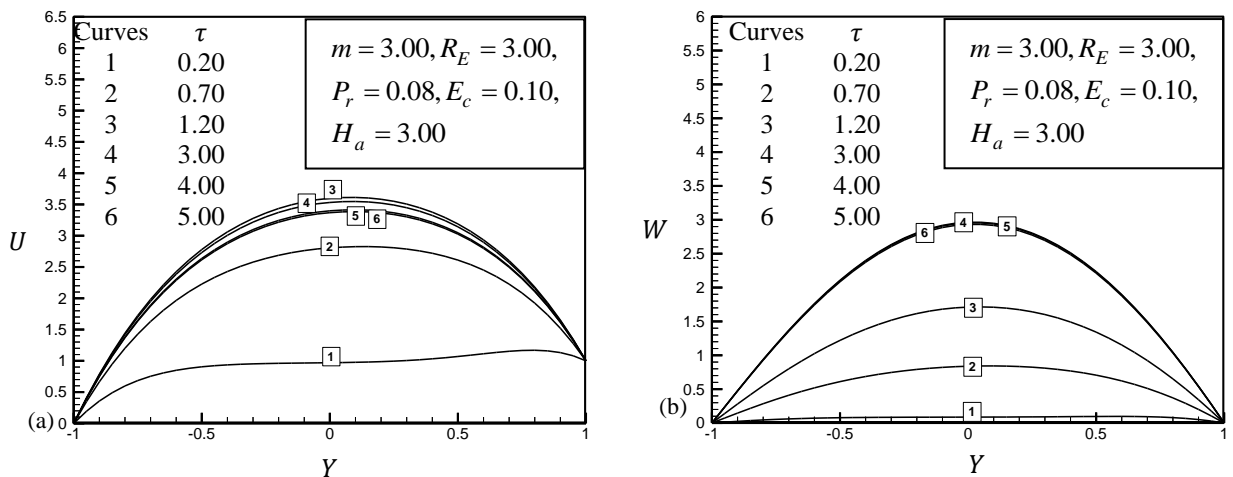 Curves τ
1 0.20
2 0.70
3 1.20
4 3.00
5 4.00
6 5.00
m = 3.00, R_E = 3.00,
P_r = 0.08, E_c = 0.10,
H_a = 3.00
6.5
6
5.5
5
4.5
4
3.5
3
2.5
2
1.5
1
0.5
0
U
3
4
5
6
2
1
(a)
-1 -0.5 0 0.5 1
Y
Curves τ
1 0.20
2 0.70
3 1.20
4 3.00
5 4.00
6 5.00
m = 3.00, R_E = 3.00,
P_r = 0.08, E_c = 0.10,
H_a = 3.00
6
5.5
5
4.5
4
3.5
3
2.5
2
1.5
1
0.5
0
W
6 4 5
3
2
1
(b)
-1 -0.5 0 0.5 1
Y